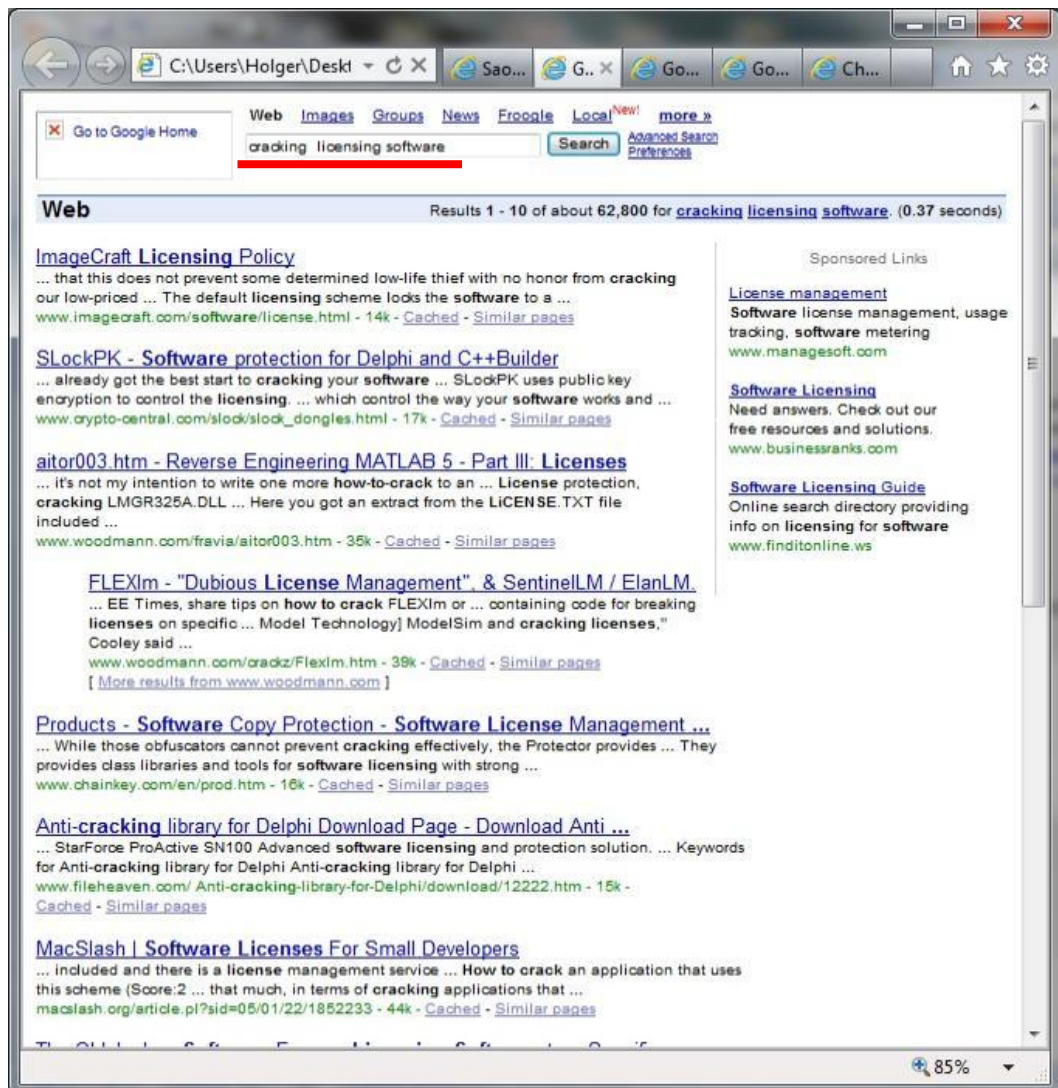 C:\Users\Holger\Deskt
Sao...
G..
Go...
Go...
Ch...
Go to Google Home
Web Images Groups News Froogle Local New! more »
cracking licensing software
Search
Advanced Search
Preferences
Web
Results 1 - 10 of about 62,800 for cracking licensing software. (0.37 seconds)
ImageCraft Licensing Policy
... that this does not prevent some determined low-life thief with no honor from cracking
our low-priced ... The default licensing scheme locks the software to a ...
www.imagecraft.com/software/license.html - 14k - Cached - Similar pages
SLockPK - Software protection for Delphi and C++Builder
... already got the best start to cracking your software ... SLockPK uses public key
encryption to control the licensing. ... which control the way your software works and ...
www.crypto-central.com/slock/slock_dongles.html - 17k - Cached - Similar pages
aitor003.htm - Reverse Engineering MATLAB 5 - Part III: Licenses
... it's not my intention to write one more how-to-crack to an ... License protection,
cracking LMGR325A.DLL ... Here you got an extract from the LiCENSE.TXT file
included ...
www.woodmann.com/fravia/aitor003.htm - 35k - Cached - Similar pages
FLEXlm - "Dubious License Management", & SentinelLM / ElanLM.
... EE Times, share tips on how to crack FLEXlm or ... containing code for breaking
licenses on specific ... Model Technology] ModelSim and cracking licenses,"
Cooley said ...
www.woodmann.com/crackz/Flexlm.htm - 39k - Cached - Similar pages
[ More results from www.woodmann.com ]
Products - Software Copy Protection - Software License Management ...
... While those obfuscators cannot prevent cracking effectively, the Protector provides ... They
provides class libraries and tools for software licensing with strong ...
www.chainkey.com/en/prod.htm - 16k - Cached - Similar pages
Anti-cracking library for Delphi Download Page - Download Anti ...
... StarForce ProActive SN100 Advanced software licensing and protection solution. ... Keywords
for Anti-cracking library for Delphi Anti-cracking library for Delphi ...
www.fileheaven.com/ Anti-cracking-library-for-Delphi/download/12222.htm - 15k -
Cached - Similar pages
MacSlash | Software Licenses For Small Developers
... included and there is a license management service ... How to crack an application that uses
this scheme (Score:2 ... that much, in terms of cracking applications that ...
macslash.org/article.pl?sid=05/01/22/1852233 - 44k - Cached - Similar pages
Sponsored Links
License management
Software license management, usage
tracking, software metering
www.managesoft.com
Software Licensing
Need answers. Check out our
free resources and solutions.
www.businessranks.com
Software Licensing Guide
Online search directory providing
info on licensing for software
www.finditonline.ws
85%